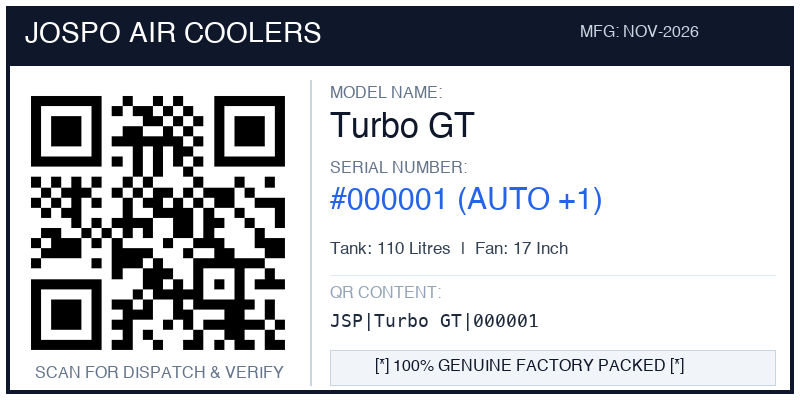 JOSPO AIR COOLERS
MFG: NOV-2026
MODEL NAME:
Turbo GT
SERIAL NUMBER:
#000001 (AUTO +1)
Tank: 110 Litres | Fan: 17 Inch
QR CONTENT:
JSP|Turbo GT|000001
[*] 100% GENUINE FACTORY PACKED [*]
SCAN FOR DISPATCH & VERIFY